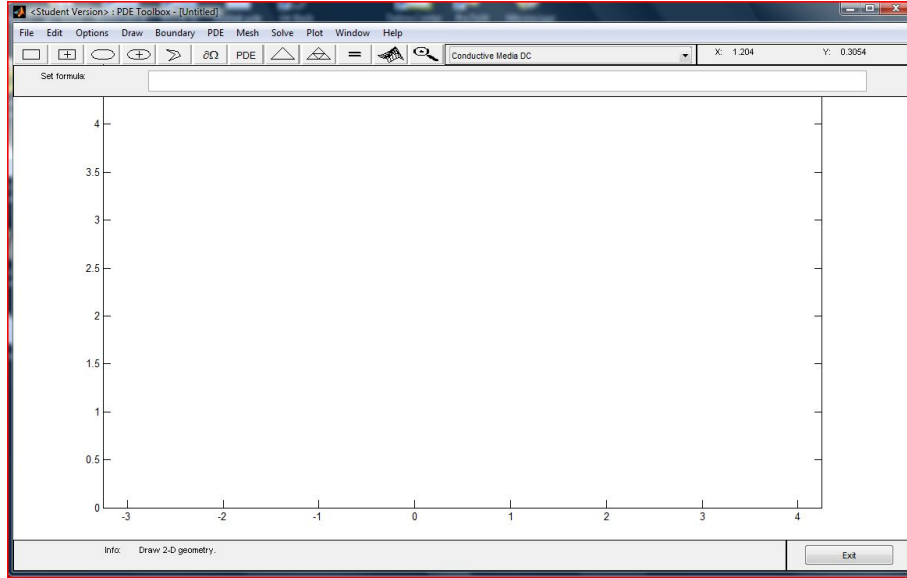 <Student Version> : PDE Toolbox - [Untitled]
File Edit Options Draw Boundary PDE Mesh Solve Plot Window Help
∂Ω PDE = Conductive Media DC X: 1.204 Y: 0.3054
Set formula:
4
3.5
3
2.5
2
1.5
1
0.5
0
-3 -2 -1 0 1 2 3 4
Info: Draw 2-D geometry. Exit